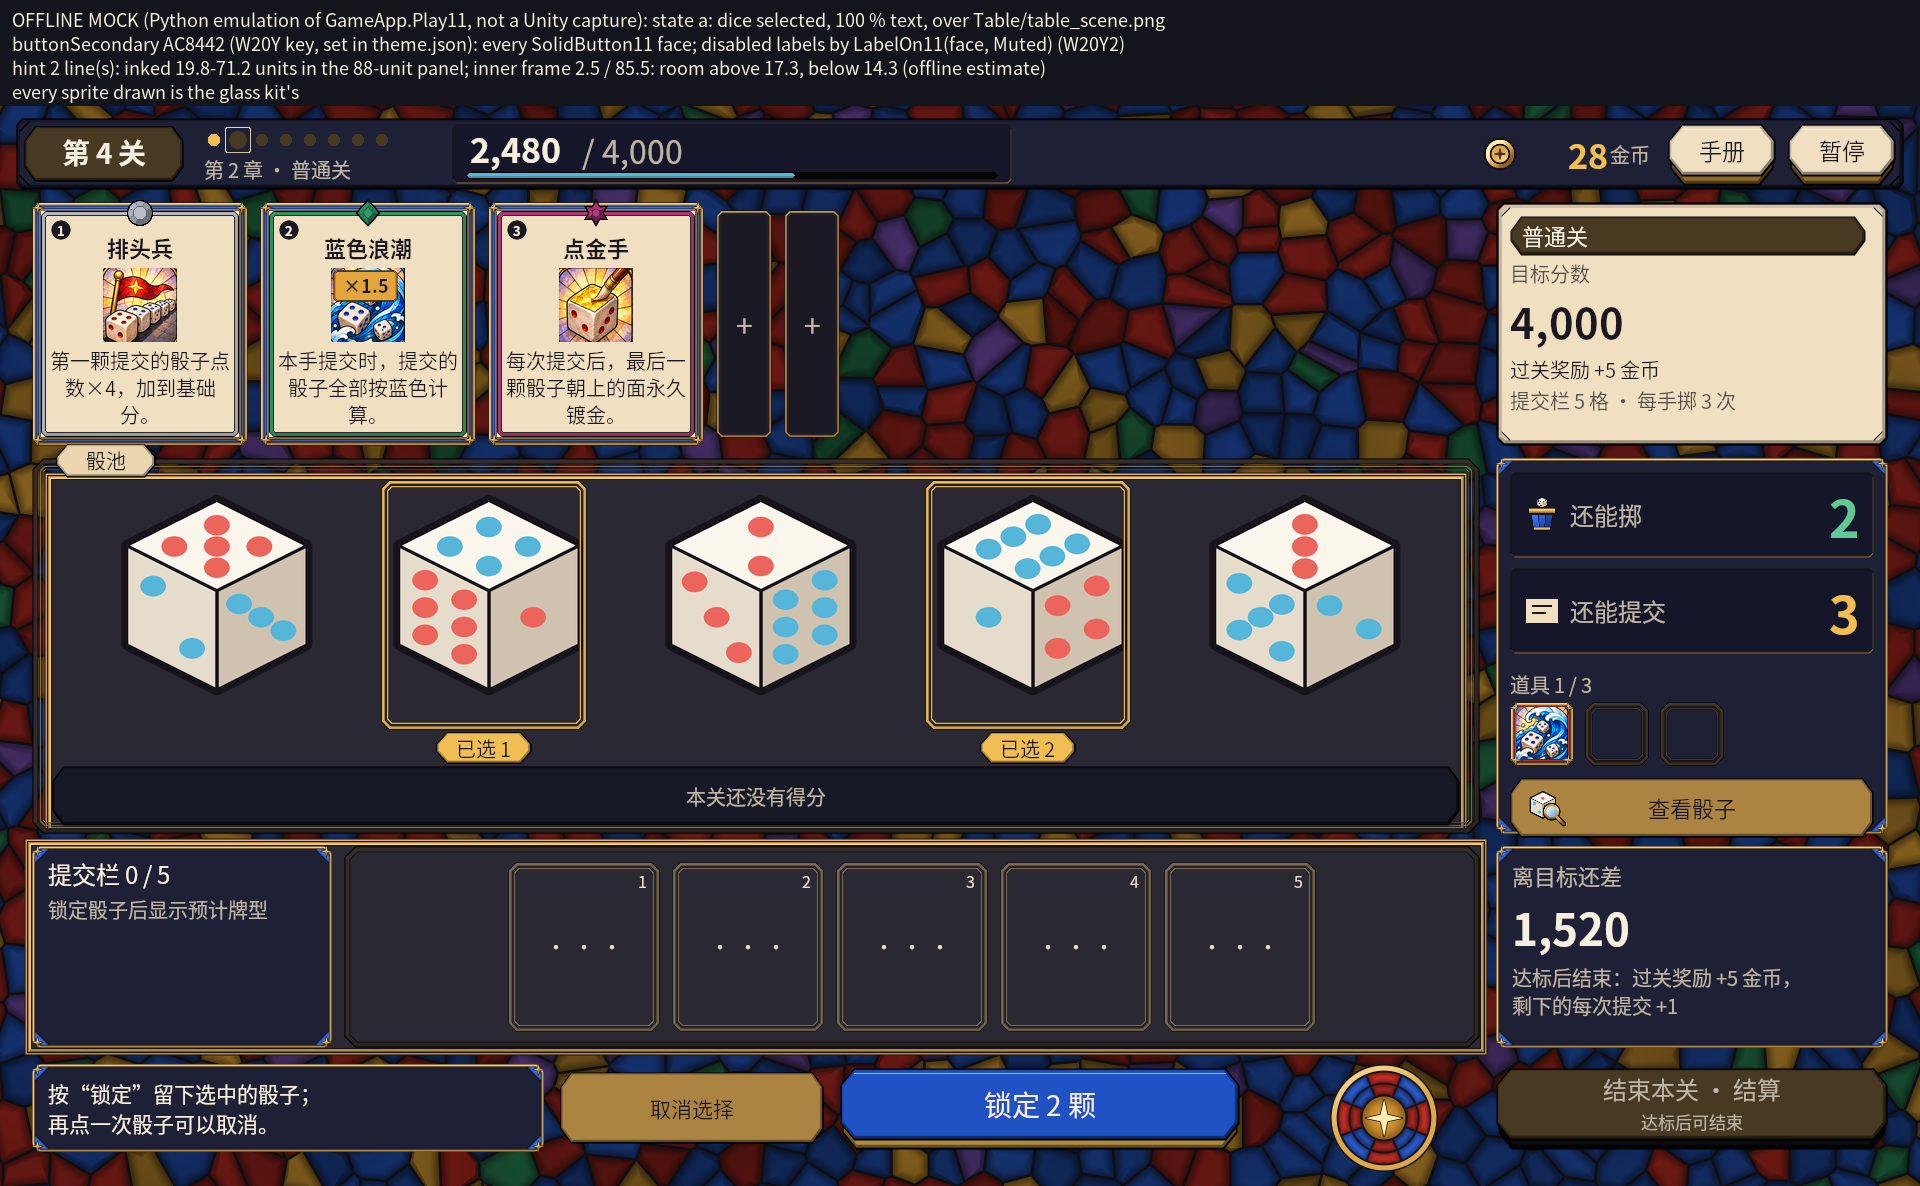 OFFLINE MOCK (Python emulation of GameApp.Play11, not a Unity capture): state a: dice selected, 100 % text, over Table/table_scene.png
buttonSecondary AC8442 (W20Y key, set in theme.json): every SolidButton11 face; disabled labels by LabelOn11(face, Muted) (W20Y2)
hint 2 line(s): inked 19.8-71.2 units in the 88-unit panel; inner frame 2.5 / 85.5: room above 17.3, below 14.3 (offline estimate)
every sprite drawn is the glass kit's
第 4 关
第 2 章 · 普通关
2,480 / 4,000
28金币
手册
暂停
1
排头兵
第一颗提交的骰子点
数×4，加到基础
分。
2
蓝色浪潮
×1.5
本手提交时，提交的
骰子全部按蓝色计
算。
3
点金手
每次提交后，最后一
颗骰子朝上的面永久
镀金。
+
+
普通关
目标分数
4,000
过关奖励 +5 金币
提交栏 5 格 · 每手掷 3 次
骰池
已选 1
已选 2
本关还没有得分
还能掷
2
还能提交
3
道具 1 / 3
查看骰子
提交栏 0 / 5
锁定骰子后显示预计牌型
1
2
3
4
5
离目标还差
1,520
达标后结束：过关奖励 +5 金币，
剩下的每次提交 +1
按“锁定”留下选中的骰子；
再点一次骰子可以取消。
取消选择
锁定 2 颗
结束本关 · 结算
达标后可结束